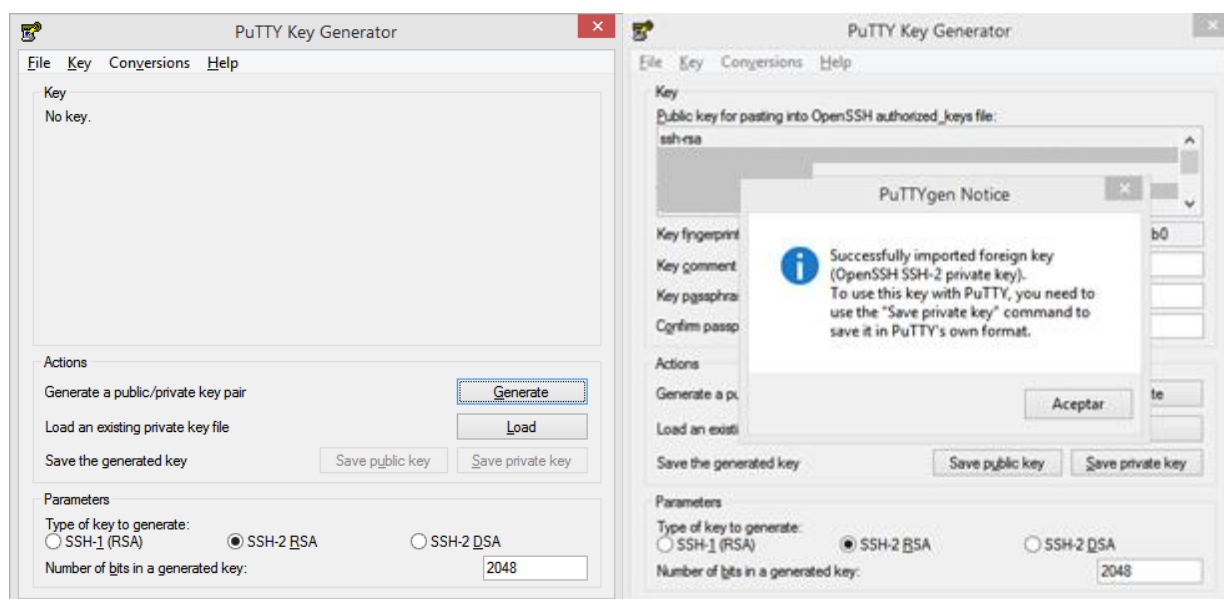 PuTTY Key Generator
File Key Conversions Help
Key
No key.
Actions
Generate a public/private key pair
Generate
Load an existing private key file
Load
Save the generated key
Save public key
Save private key
Parameters
Type of key to generate:
SSH-1 (RSA)
SSH-2 RSA
SSH-2 DSA
Number of bits in a generated key:
2048
PuTTY Key Generator
File Key Conversions Help
Key
Public key for pasting into OpenSSH authorized_keys file:
ssh-rsa
Key fingerprint
b0
Key comment
Key passphra
Confirm passp
PuTTYgen Notice
Successfully imported foreign key
(OpenSSH SSH-2 private key).
To use this key with PuTTY, you need to
use the "Save private key" command to
save it in PuTTY's own format.
Aceptar
Actions
Generate a pu
te
Load an existi
Save the generated key
Save public key
Save private key
Parameters
Type of key to generate:
SSH-1 (RSA)
SSH-2 RSA
SSH-2 DSA
Number of bits in a generated key:
2048